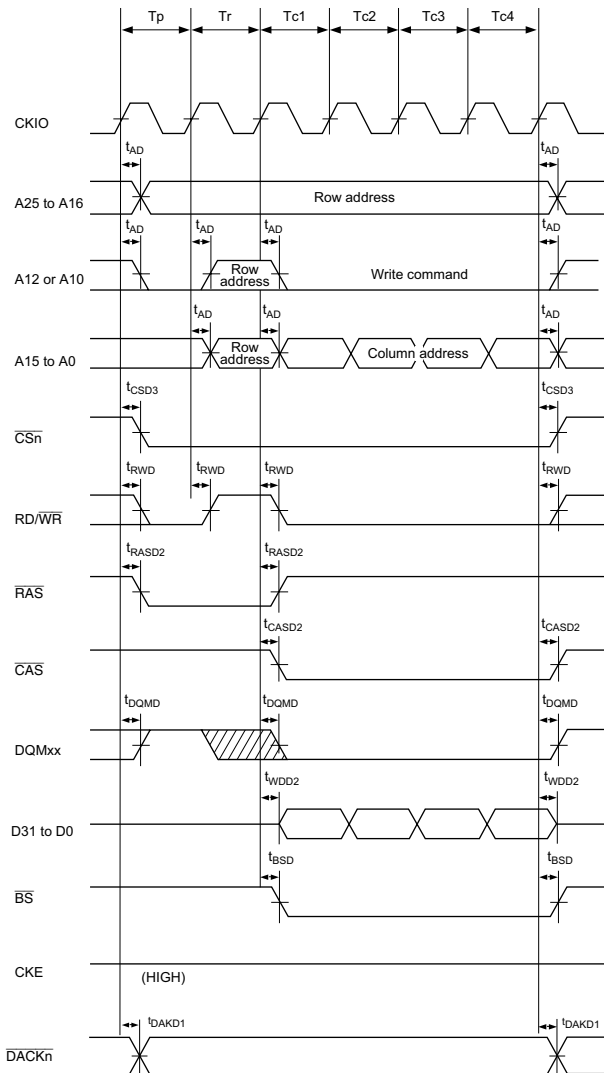 Tp Tr Tc1 Tc2 Tc3 Tc4
CKIO
tAD tAD
A25 to A16 Row address
tAD tAD tAD tAD
A12 or A10 Row address Write command
tAD tAD tAD
A15 to A0 Row address Column address
tCSD3 tCSD3
CSn
tRWD tRWD tRWD tRWD
RD/WR
tRASD2 tRASD2
RAS
tCASD2 tCASD2
CAS
tDQMD tDQMD tDQMD
DQMxx
tWDD2 tWDD2
D31 to D0
tBSD tBSD
BS
CKE
(HIGH)
tDAKD1 tDAKD1
DACKn